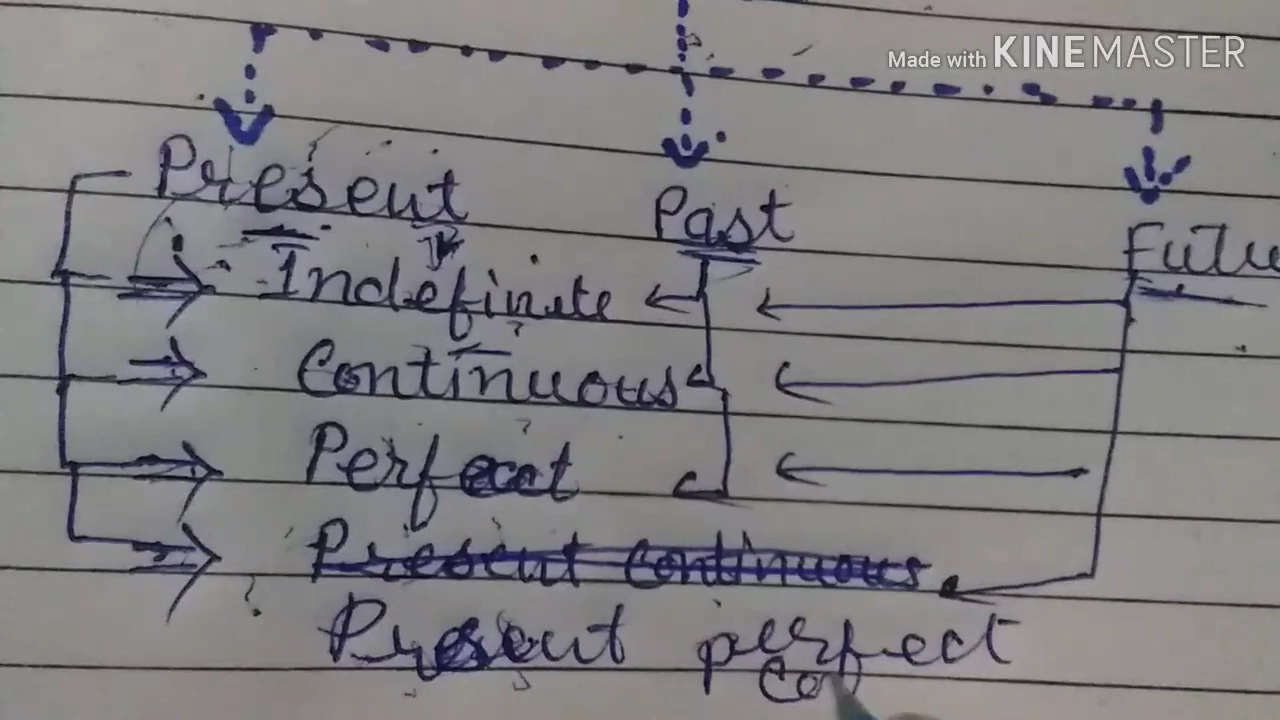 Made with KINEMASTER
Present
Past
Futu
Indefinite
Continuous
Perfect
Present Continuous
Present perfect
Co